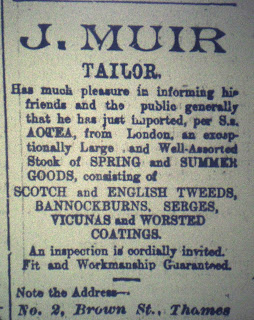 J. MUIR
TAILOR,
Has much pleasure in informing his
friends and the public generally
that he has just imported, per S.s.
AOTEA, from London, an excep-
tionally Large and Well-Assorted
Stock of SPRING and SUMMER
GOODS, consisting of
SCOTCH and ENGLISH TWEEDS,
BANNOCKBURNS, SERGES,
VICUNAS and WORSTED
COATINGS.
An inspection is cordially invited.
Fit and Workmanship Guaranteed.
Note the Address—
No. 2, Brown St., Thames